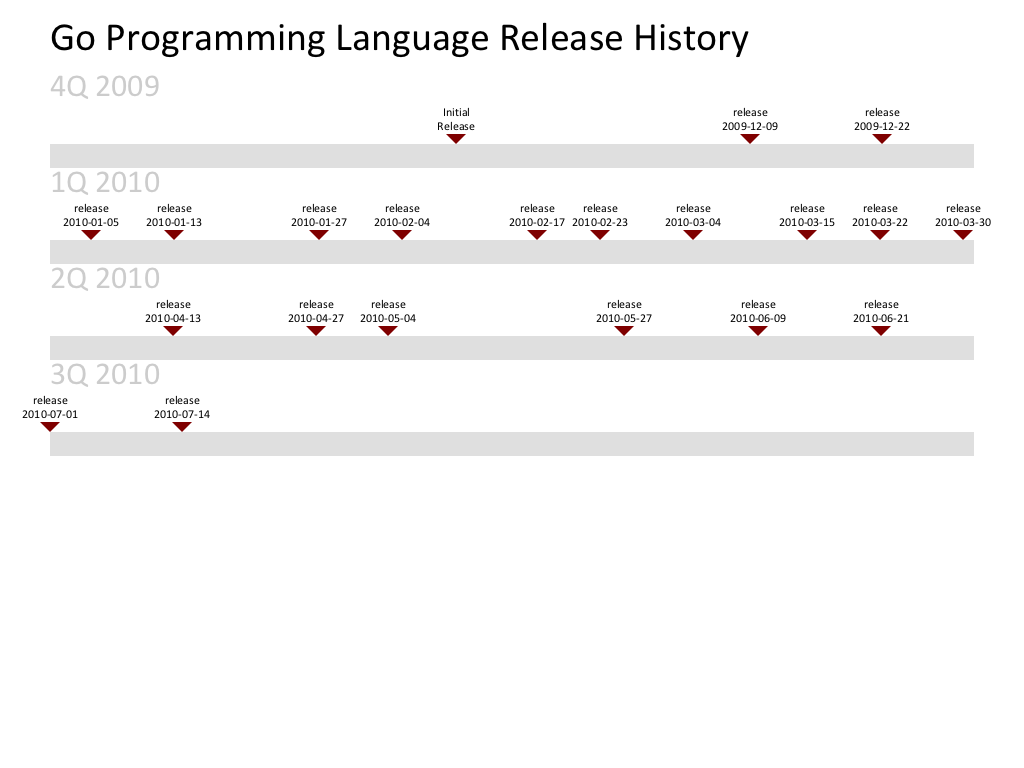 Go Programming Language Release History
4Q 2009
Initial
Release
release
2009-12-09
release
2009-12-22
1Q 2010
release
2010-01-05
release
2010-01-13
release
2010-01-27
release
2010-02-04
release
2010-02-17
release
2010-02-23
release
2010-03-04
release
2010-03-15
release
2010-03-22
release
2010-03-30
2Q 2010
release
2010-04-13
release
2010-04-27
release
2010-05-04
release
2010-05-27
release
2010-06-09
release
2010-06-21
3Q 2010
release
2010-07-01
release
2010-07-14